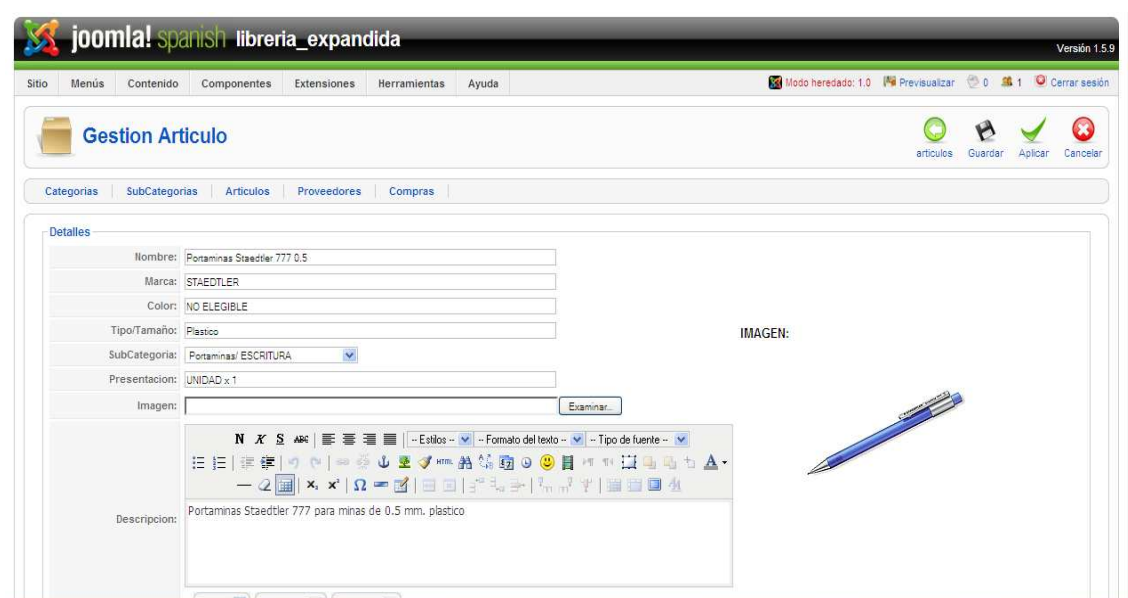 joomla! spanish libreria_expandida
Versión 1.5.9
Sitio Menús Contenido Componentes Extensiones Herramientas Ayuda Modo heredado: 1.0 Previsualizar 0 1 Cerrar sesión
Gestion Articulo
articulos Guardar Aplicar Cancelar
Categorias SubCategorias Articulos Proveedores Compras
Detalles
Nombre: Portaminas Staedtler 777 0.5
Marca: STAEDTLER
Color: NO ELEGIBLE
Tipo/Tamaño: Plastico
IMAGEN:
SubCategoria: Portaminas/ ESCRITURA
Presentacion: UNIDAD x 1
Imagen: Examinar...
N K S ABC -- Estilos -- -- Formato del texto -- -- Tipo de fuente --
HTML A
x, x² Ω
Descripcion: Portaminas Staedtler 777 para minas de 0.5 mm. plastico